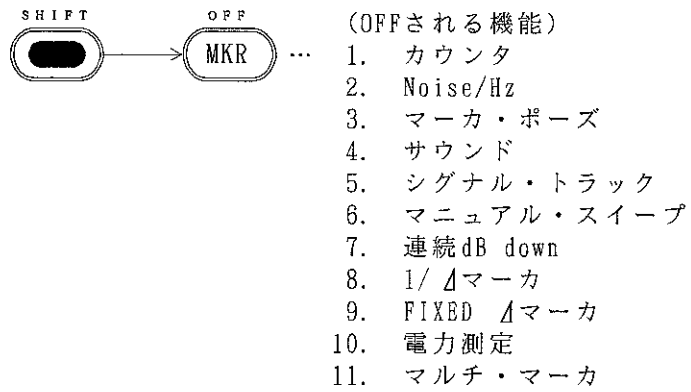 SHIFT OFF (OFFされる機能)
MKR … 1. カウンタ
2. Noise/Hz
3. マーカ・ポーズ
4. サウンド
5. シグナル・トラック
6. マニュアル・スイープ
7. 連続dB down
8. 1/Δマーカ
9. FIXED Δマーカ
10. 電力測定
11. マルチ・マーカ